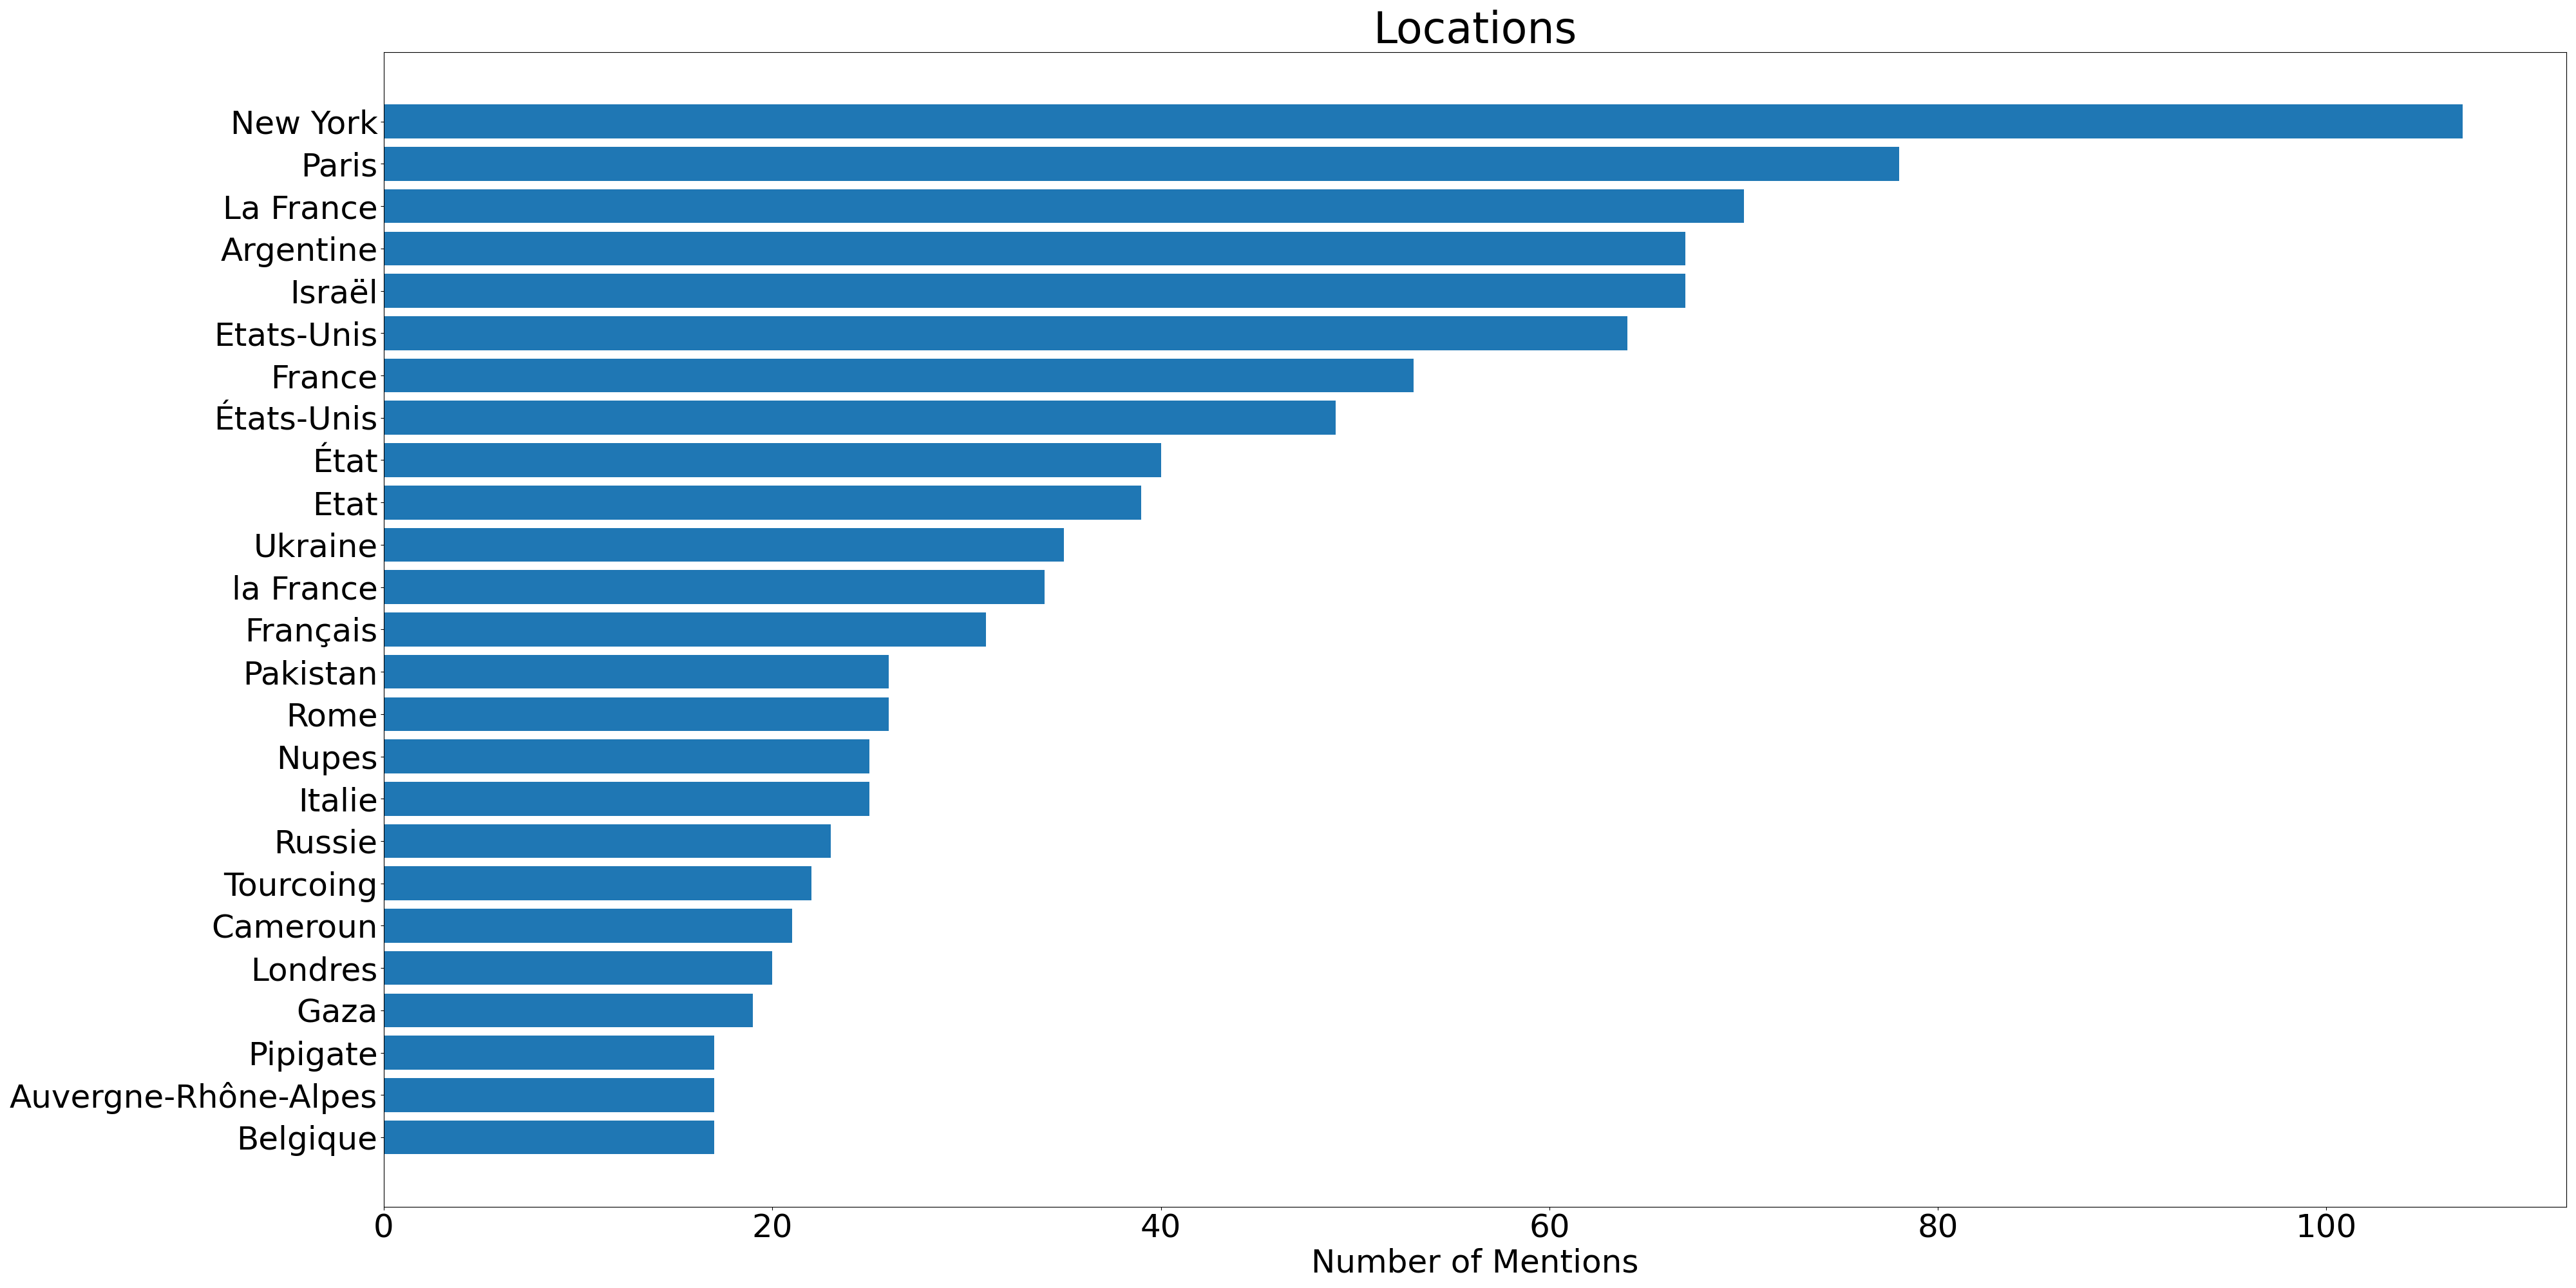 Locations
New York
Paris
La France
Argentine
Israël
Etats-Unis
France
États-Unis
État
Etat
Ukraine
la France
Français
Pakistan
Rome
Nupes
Italie
Russie
Tourcoing
Cameroun
Londres
Gaza
Pipigate
Auvergne-Rhône-Alpes
Belgique
0 20 40 60 80 100
Number of Mentions